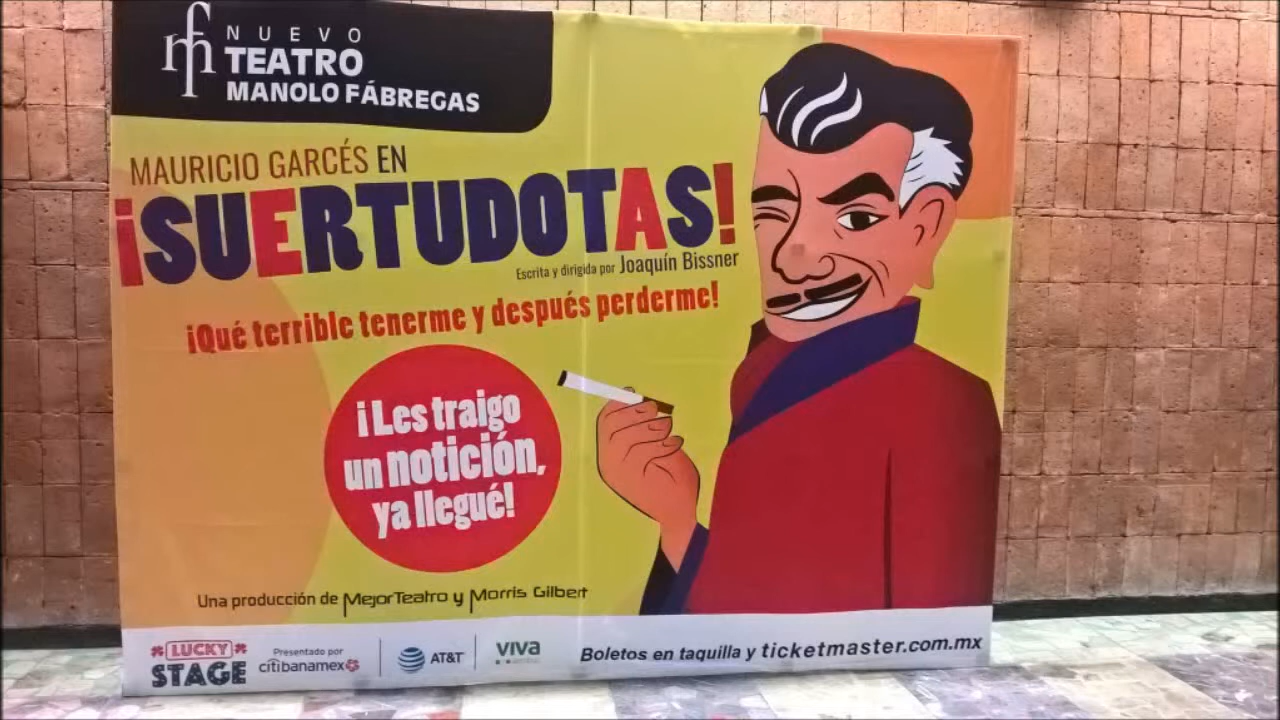 NUEVO
TEATRO
MANOLO FÁBREGAS
MAURICIO GARCÉS EN
¡SUERTUDOTAS!
Escrita y dirigida por Joaquín Bissner
¡Qué terrible tenerme y después perderme!
¡Les traigo
un notición,
ya llegué!
Una producción de MejorTeatro y Morris Gilbert
LUCKY
STAGE
Presentado por
citibanamex
AT&T
VIVA
Boletos en taquilla y ticketmaster.com.mx